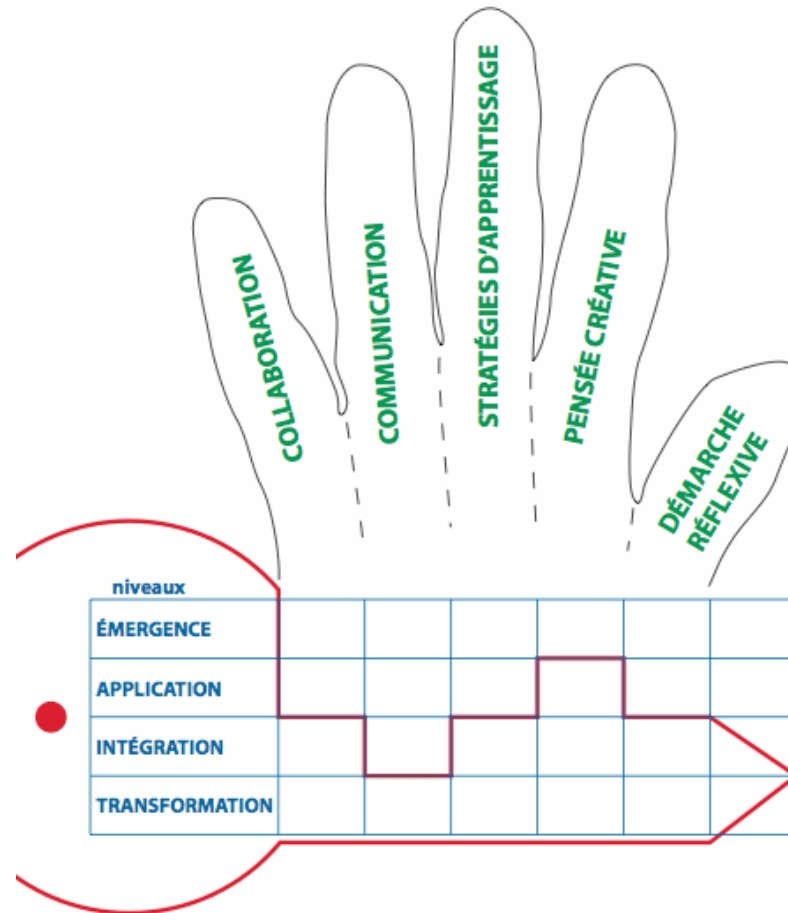 COLLABORATION
COMMUNICATION
STRATÉGIES D'APPRENTISSAGE
PENSÉE CRÉATIVE
DÉMARCHE
RÉFLEXIVE
niveaux
ÉMERGENCE
APPLICATION
INTÉGRATION
TRANSFORMATION